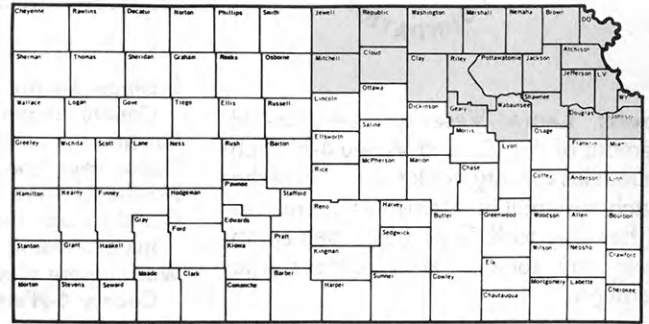 Cheyenne Rawlins Decatur Norton Phillips Smith Jewell Republic Washington Marshall Nemaha Brown DO
Atchison
Sherman Thomas Sheridan Graham Rooks Osborne Mitchell Cloud Clay Riley Pottawatomie Jackson
Jefferson LV
Ottawa Shawnee WY
Wallace Logan Gove Trego Ellis Russell Lincoln Dickinson Geary Wabaunsee Douglas Johnson
Saline Morris
Ellsworth Lyon Osage Franklin Miami
Greeley Wichita Scott Lane Ness Rush Barton McPherson Marion Chase
Rice Coffey Anderson Linn
Pawnee
Hamilton Kearny Finney Hodgeman Stafford Reno Harvey
Edwards Butler Greenwood Woodson Allen Bourbon
Gray Ford
Pratt Sedgwick
Stanton Grant Haskell Kiowa Kingman Wilson Neosho Crawford
Elk
Meade Clark Barber Sumner Cowley Montgomery Labette
Morton Stevens Seward Comanche Harper Chautauqua Cherokee